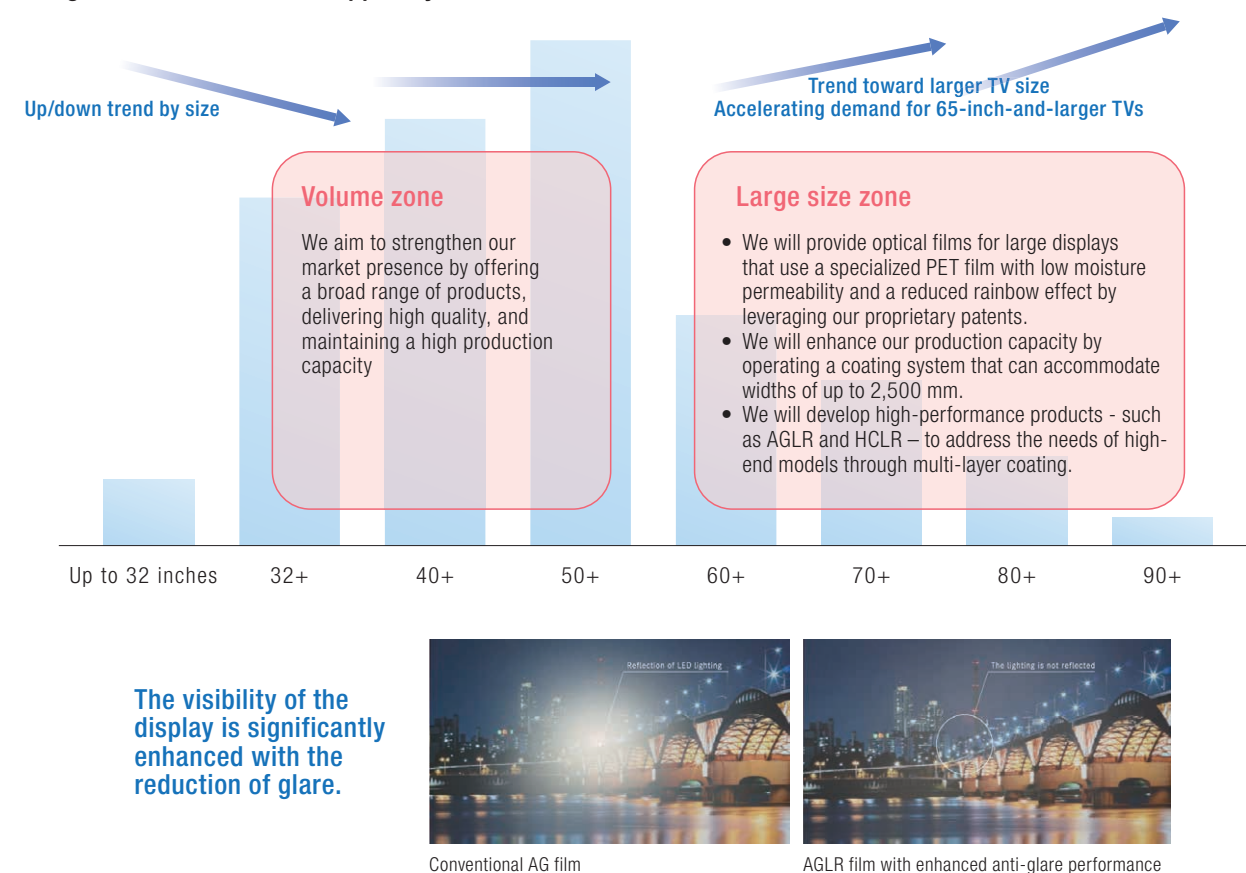 Up/down trend by size
Trend toward larger TV size
Accelerating demand for 65-inch-and-larger TVs
Volume zone
We aim to strengthen our
market presence by offering
a broad range of products,
delivering high quality, and
maintaining a high production
capacity
Large size zone
• We will provide optical films for large displays
that use a specialized PET film with low moisture
permeability and a reduced rainbow effect by
leveraging our proprietary patents.
• We will enhance our production capacity by
operating a coating system that can accommodate
widths of up to 2,500 mm.
• We will develop high-performance products - such
as AGLR and HCLR – to address the needs of high-
end models through multi-layer coating.
Up to 32 inches 32+ 40+ 50+ 60+ 70+ 80+ 90+
The visibility of the
display is significantly
enhanced with the
reduction of glare.
Reflection of LED lighting
The lighting is not reflected
Conventional AG film
AGLR film with enhanced anti-glare performance